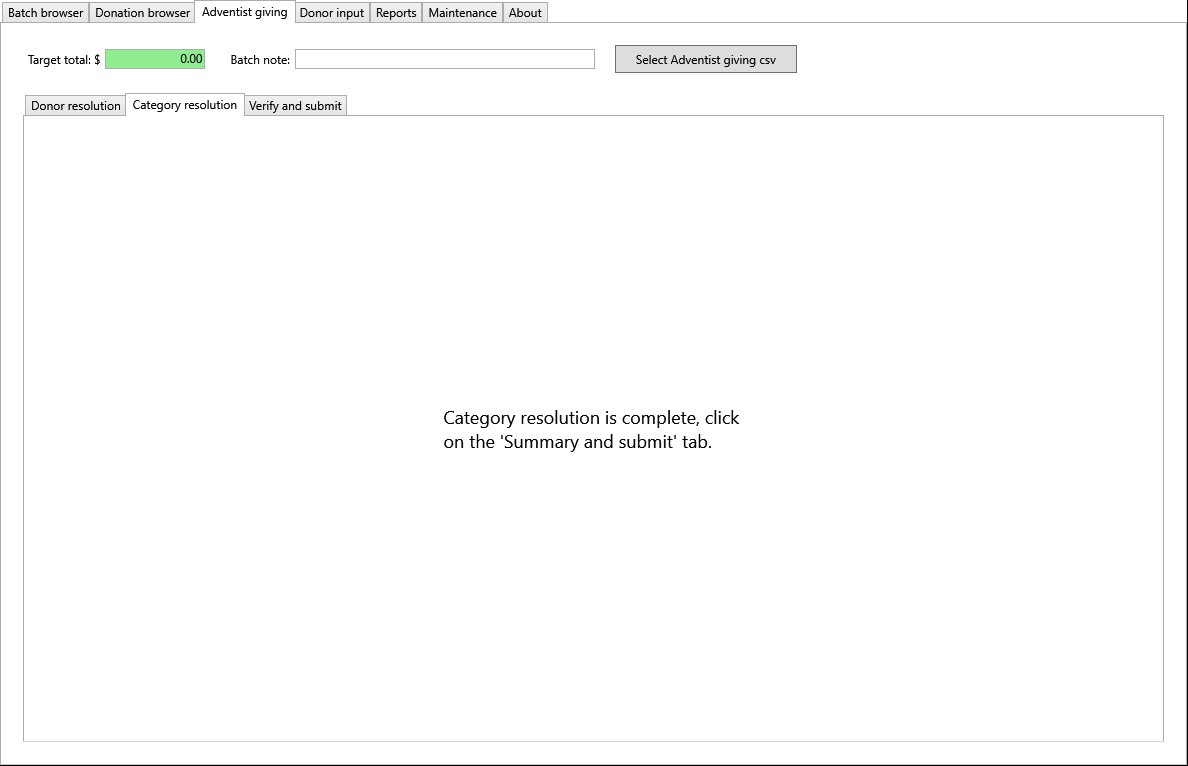 Batch browser Donation browser Adventist giving Donor input Reports Maintenance About
Target total: $ 0.00 Batch note: Select Adventist giving csv
Donor resolution Category resolution Verify and submit
Category resolution is complete, click
on the 'Summary and submit' tab.